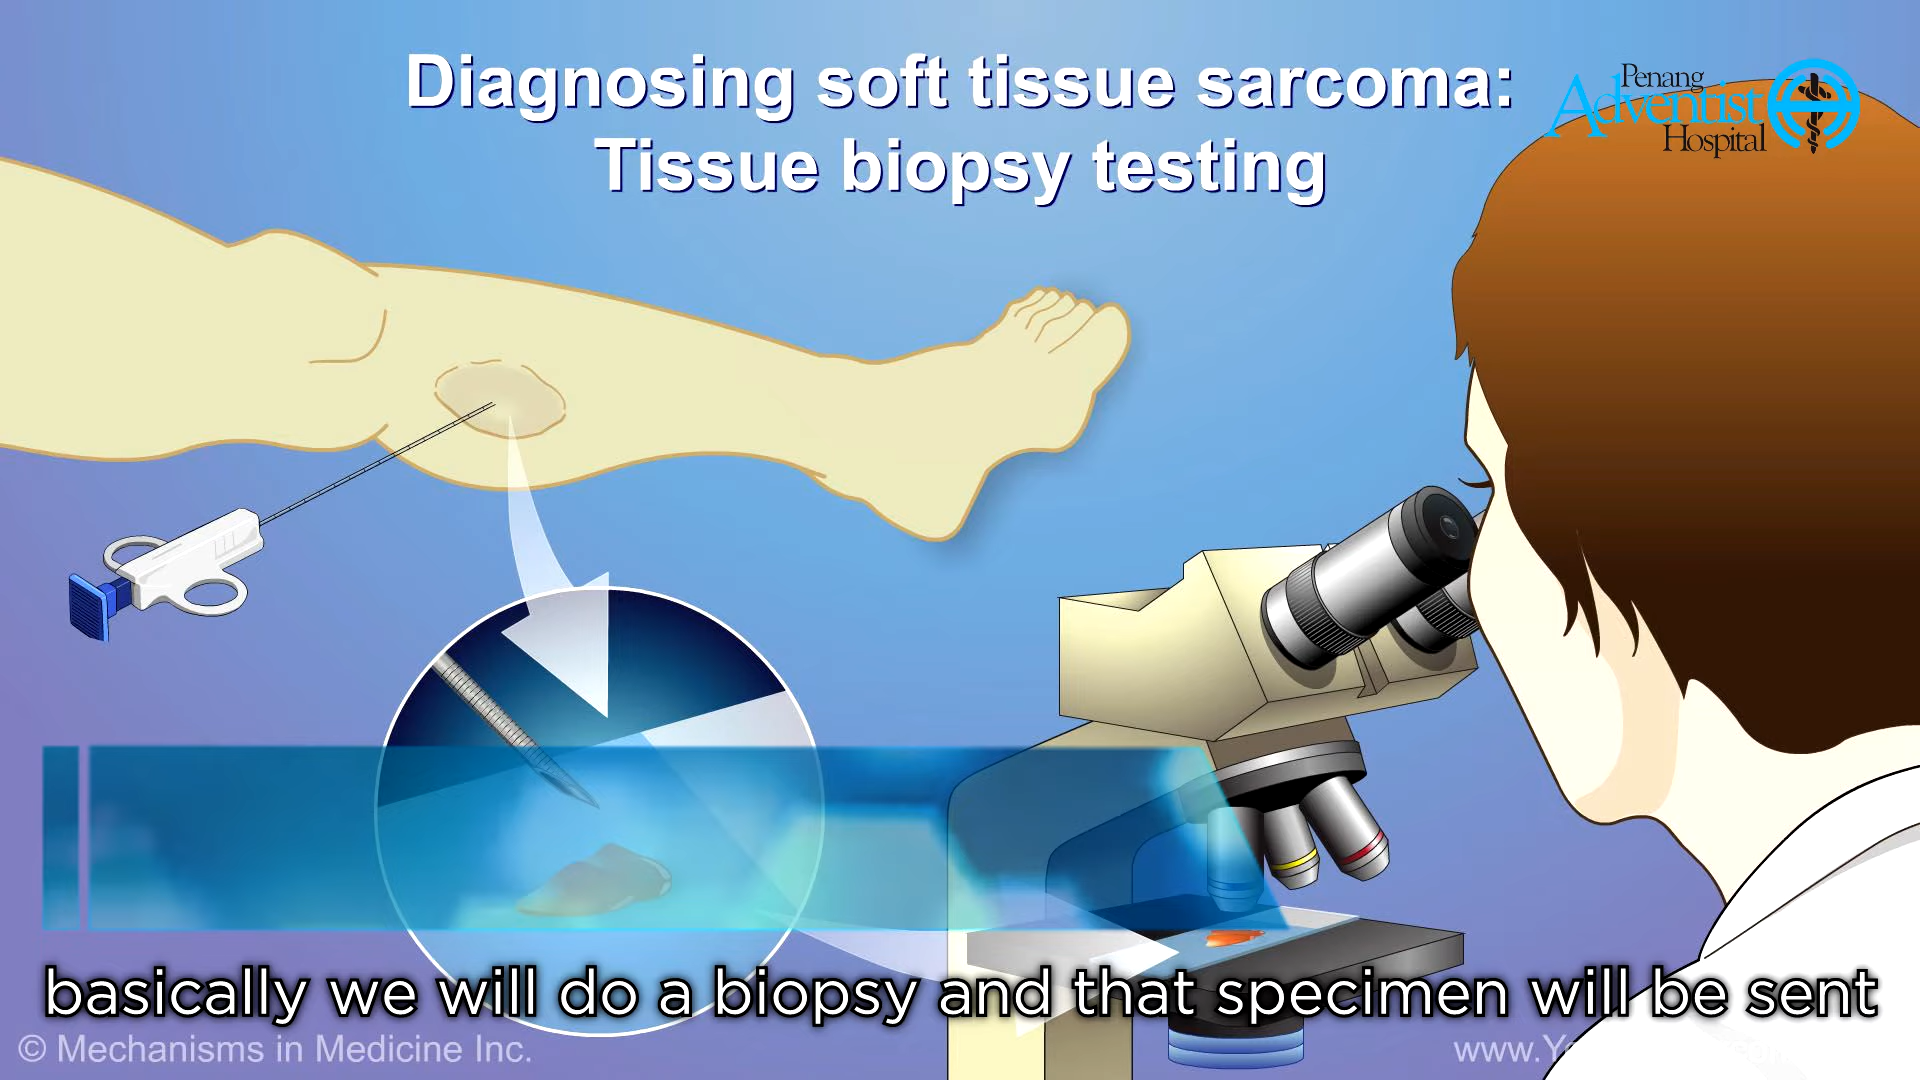 Diagnosing soft tissue sarcoma:
Tissue biopsy testing
Penang
Adventist
Hospital
basically we will do a biopsy and that specimen will be sent
© Mechanisms in Medicine Inc.